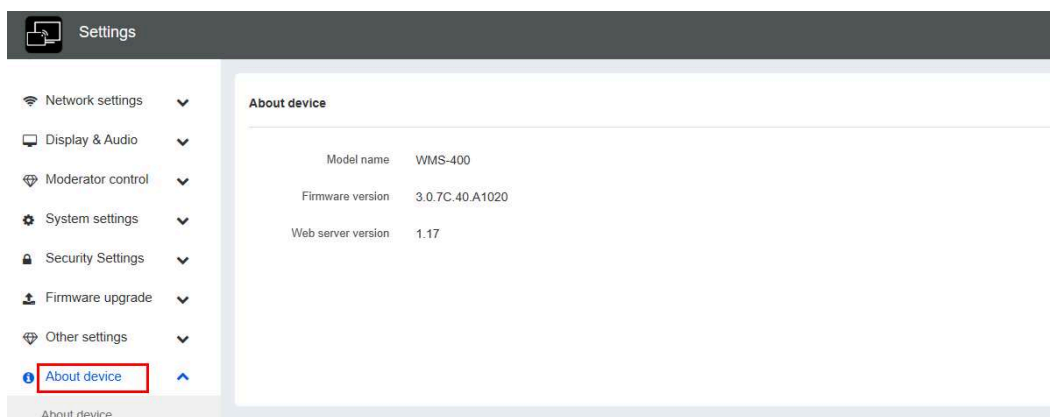 Settings
Network settings
Display & Audio
Moderator control
System settings
Security Settings
Firmware upgrade
Other settings
About device
About device
About device
Model name WMS-400
Firmware version 3.0.7C.40.A1020
Web server version 1.17